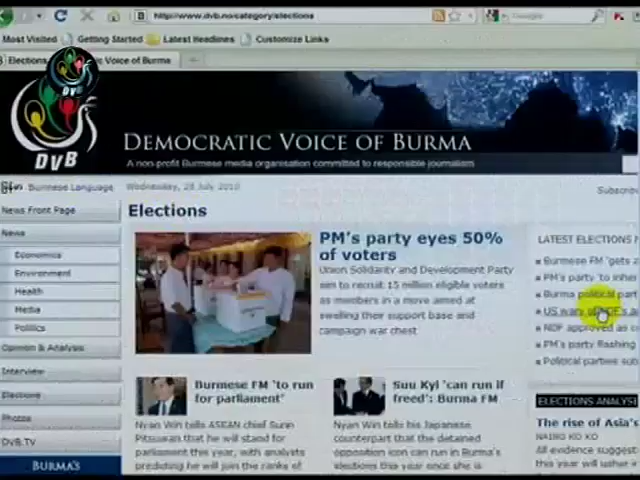 http://www.dvb.no/category/elections
Google
Most Visited Getting Started Latest Headlines Customize Links
Elections
Voice of Burma
DVB
DVB
DEMOCRATIC VOICE OF BURMA
A non-profit Burmese media organisation committed to responsible journalism
Burmese Language
Wednesday, 28 July 2010
Subscribe
News Front Page
News
Economics
Environment
Health
Media
Politics
Opinion & Analysis
Interview
Elections
Photos
DVB TV
BURMA'S
Elections
PM's party eyes 50%
of voters
Union Solidarity and Development Party
aim to recruit 15 million eligible voters
as members in a move aimed at
swelling their support base and
campaign war chest
Burmese FM 'to run
for parliament'
Nyan Win tells ASEAN chief Surin
Pitsuwan that he will stand for
parliament this year, with analysts
predicting he will join the ranks of
Suu Kyi 'can run if
freed': Burma FM
Nyan Win tells his Japanese
counterpart that the detained
opposition icon can run in Burma's
elections this year once she is
LATEST ELECTIONS
Burmese FM 'gets
PM's party 'to
Burma political
US wary of
NDF approved as
PM's party flashing
Political parties
ELECTIONS ANALYSI
The rise of Asia's
NAING KO KO
All evidence suggest
this year will usher